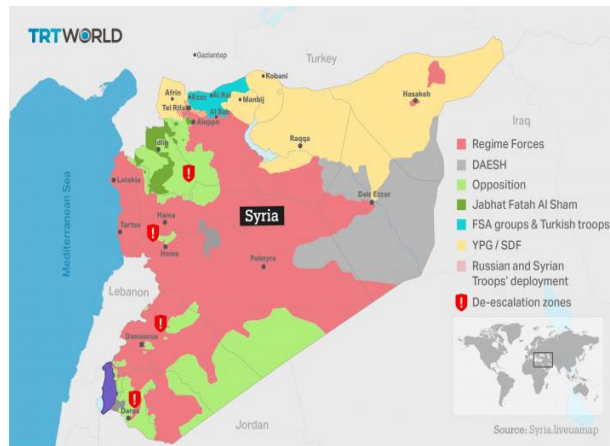 TRTWORLD
Gaziantep
Turkey
Kobani
Afrin
Azaz
Al Rai
Manbij
Tel Rifat
Al Bab
Hasakeh
Aleppo
Iraq
Idlib
Raqqa
Regime Forces
DAESH
Opposition
Jabhat Fatah Al Sham
FSA groups & Turkish troops
YPG / SDF
Russian and Syrian
Troops' deployment
De-escalation zones
Mediterranean Sea
Latakia
Deir Ezzor
Hama
Tartus
Syria
Homs
Palmyra
Lebanon
Damascus
Daraa
Jordan
Source: Syria.liveuamap